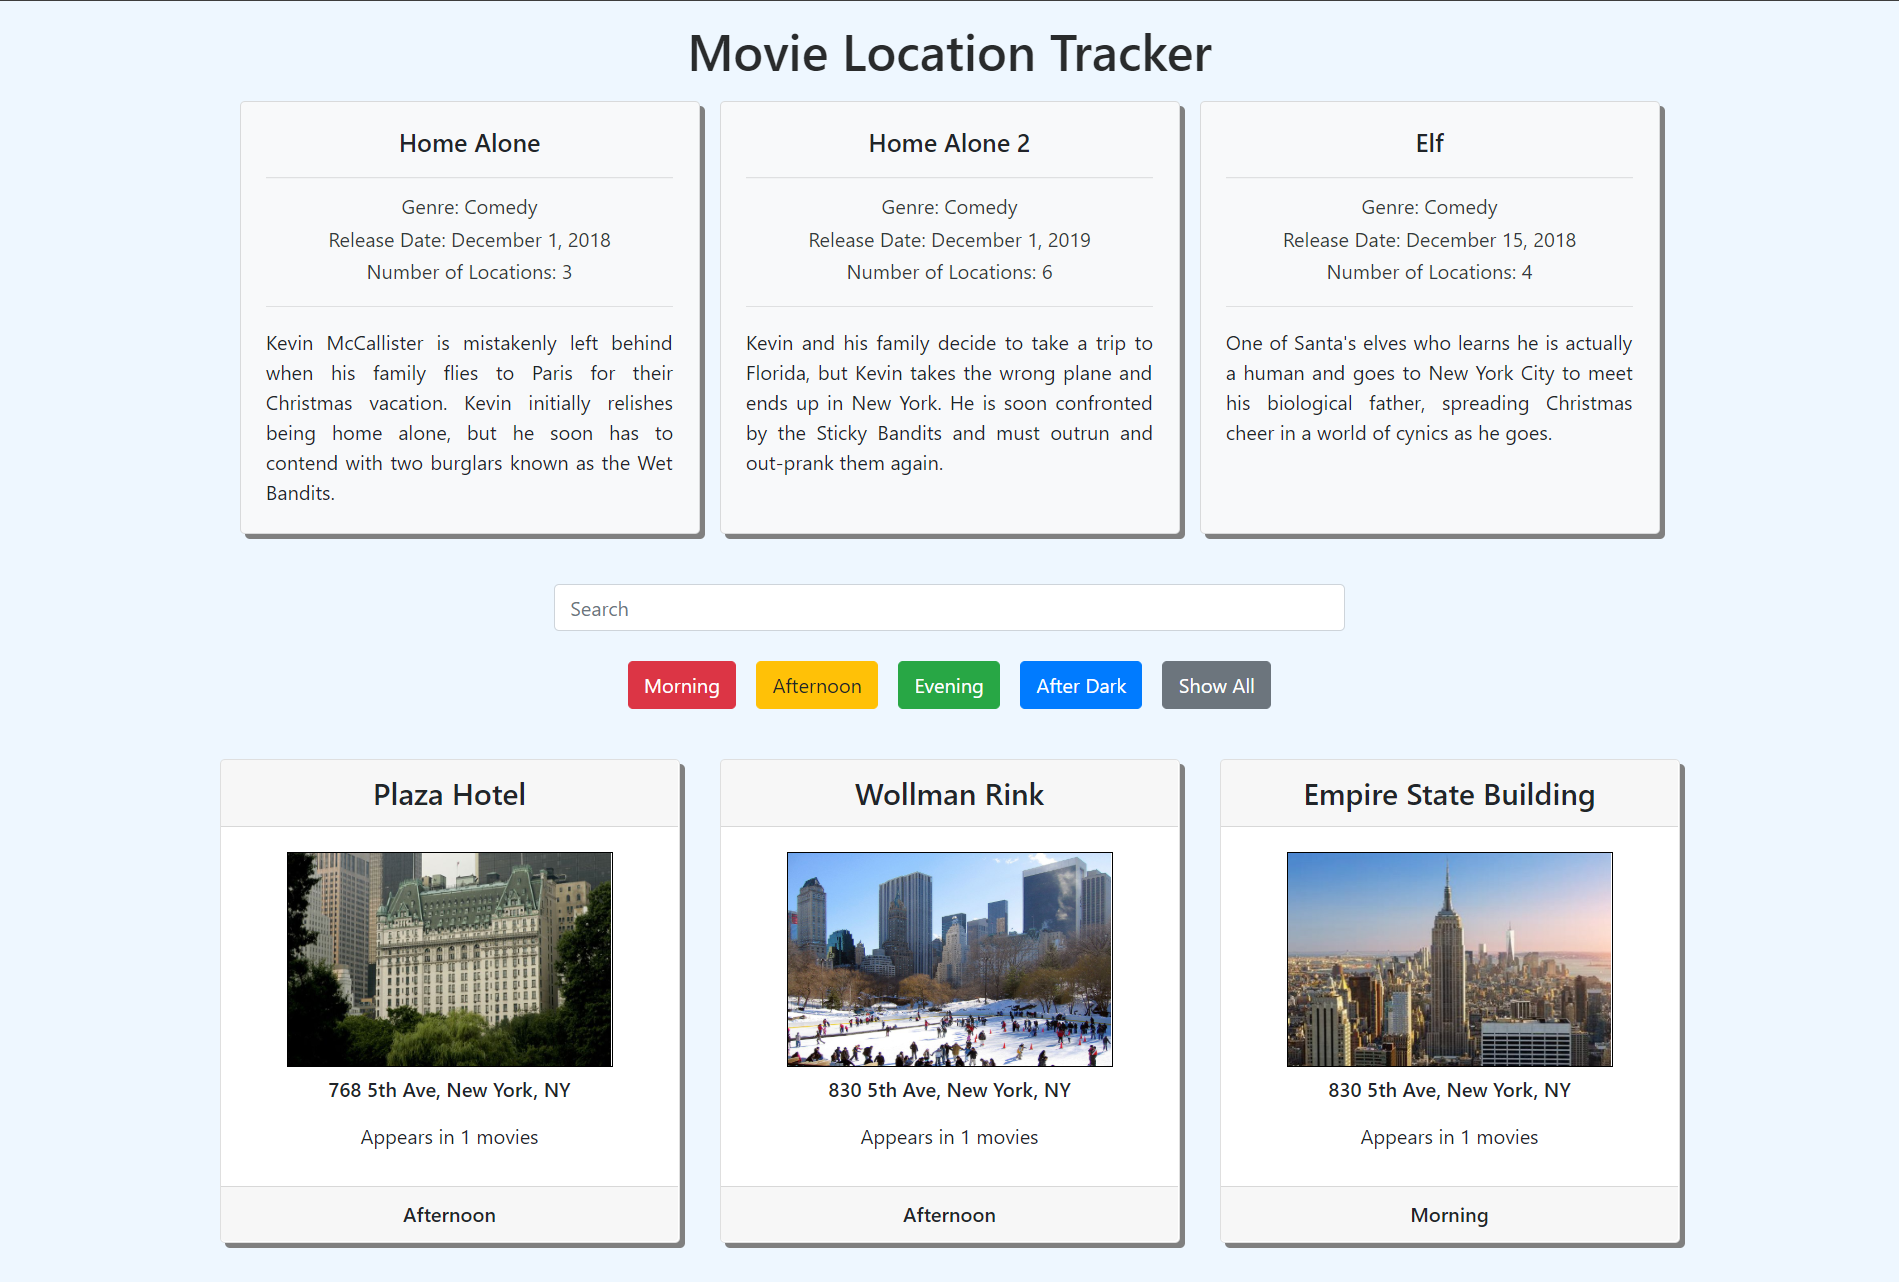 Movie Location Tracker
Home Alone
Genre: Comedy
Release Date: December 1, 2018
Number of Locations: 3
Kevin McCallister is mistakenly left behind
when his family flies to Paris for their
Christmas vacation. Kevin initially relishes
being home alone, but he soon has to
contend with two burglars known as the Wet
Bandits.
Home Alone 2
Genre: Comedy
Release Date: December 1, 2019
Number of Locations: 6
Kevin and his family decide to take a trip to
Florida, but Kevin takes the wrong plane and
ends up in New York. He is soon confronted
by the Sticky Bandits and must outrun and
out-prank them again.
Elf
Genre: Comedy
Release Date: December 15, 2018
Number of Locations: 4
One of Santa's elves who learns he is actually
a human and goes to New York City to meet
his biological father, spreading Christmas
cheer in a world of cynics as he goes.
Search
Morning
Afternoon
Evening
After Dark
Show All
Plaza Hotel
768 5th Ave, New York, NY
Appears in 1 movies
Afternoon
Wollman Rink
830 5th Ave, New York, NY
Appears in 1 movies
Afternoon
Empire State Building
830 5th Ave, New York, NY
Appears in 1 movies
Morning